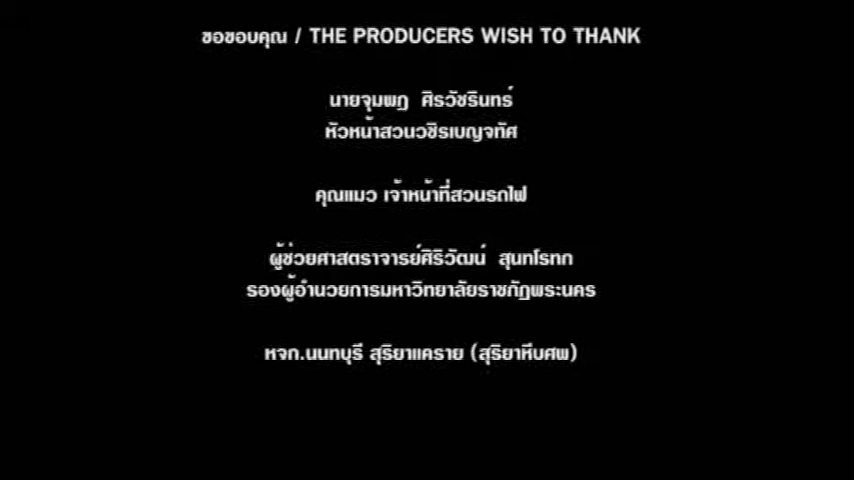 ขอขอบคุณ / THE PRODUCERS WISH TO THANK
นายจุมพฎ ศิรวัชรินทร์
หัวหน้าสวนวชิรเบญจทัศ
คุณแมว เจ้าหน้าที่สวนรถไฟ
ผู้ช่วยศาสตราจารย์ศิริวัฒน์ สุนทโรทก
รองผู้อำนวยการมหาวิทยาลัยราชภัฏพระนคร
หจก.นนทบุรี สุริยาแคราย (สุริยาหีบศพ)